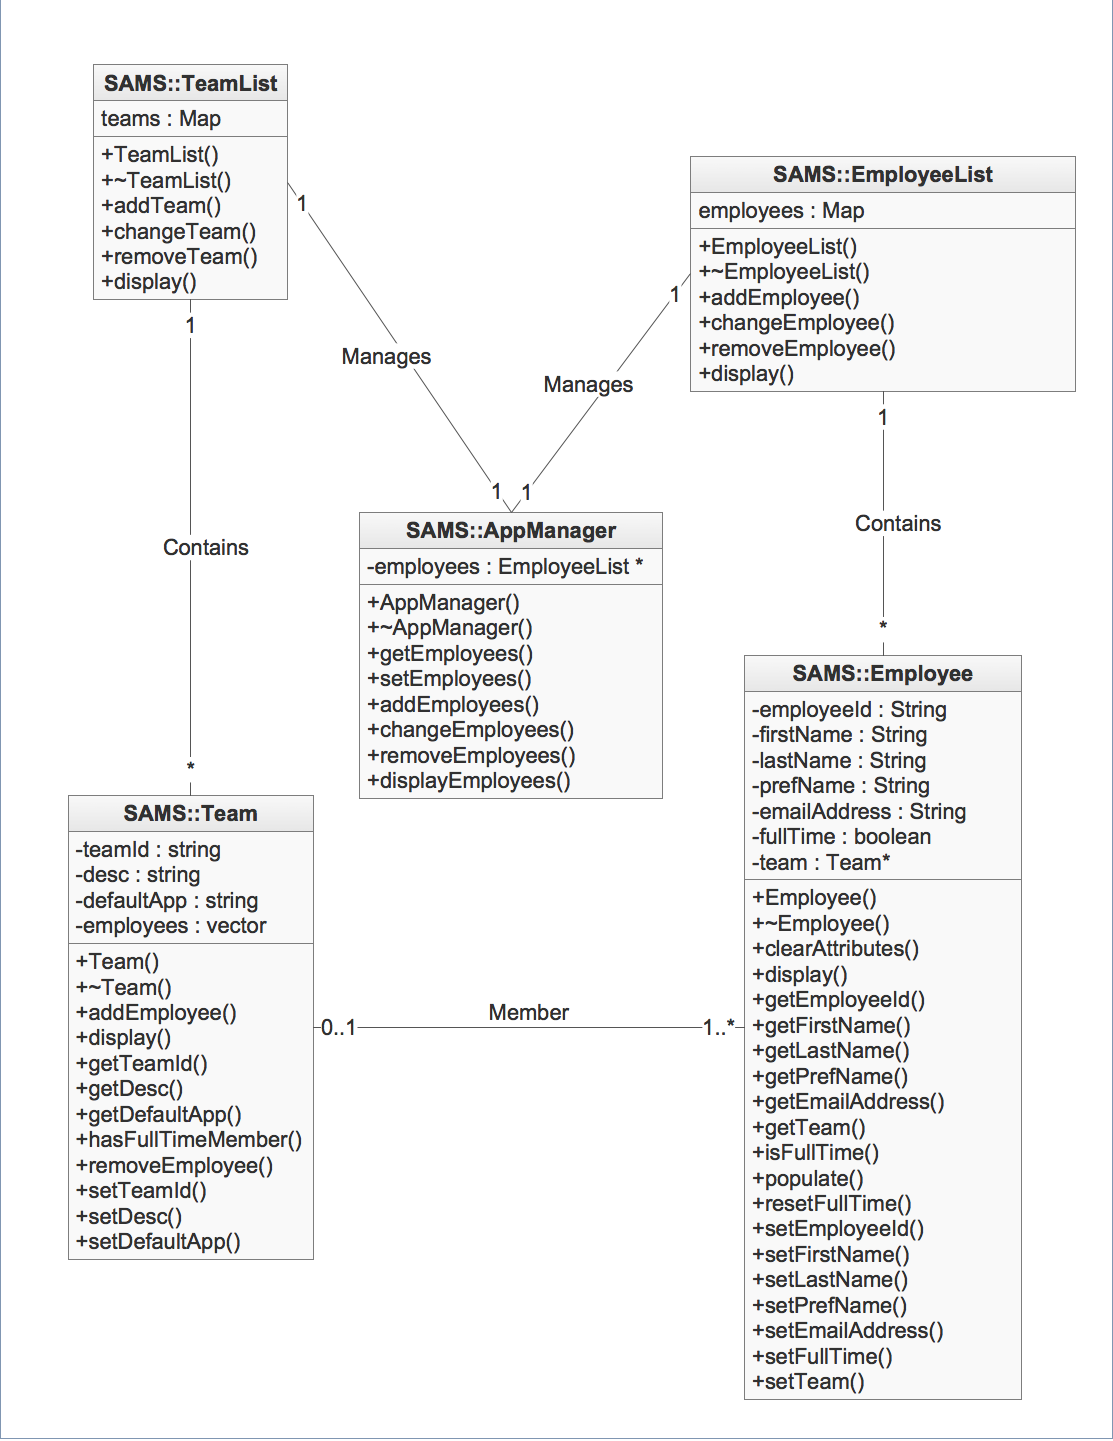 SAMS::TeamList
teams : Map
+TeamList()
+~TeamList()
+addTeam()
+changeTeam()
+removeTeam()
+display()
SAMS::EmployeeList
employees : Map
+EmployeeList()
+~EmployeeList()
+addEmployee()
+changeEmployee()
+removeEmployee()
+display()
1
1
1
Manages
Manages
1
1
1
Contains
Contains
*
*
SAMS::AppManager
-employees : EmployeeList *
+AppManager()
+~AppManager()
+getEmployees()
+setEmployees()
+addEmployees()
+changeEmployees()
+removeEmployees()
+displayEmployees()
SAMS::Team
-teamId : string
-desc : string
-defaultApp : string
-employees : vector
+Team()
+~Team()
+addEmployee()
+display()
+getTeamId()
+getDesc()
+getDefaultApp()
+hasFullTimeMember()
+removeEmployee()
+setTeamId()
+setDesc()
+setDefaultApp()
0..1
Member
1..*
SAMS::Employee
-employeeId : String
-firstName : String
-lastName : String
-prefName : String
-emailAddress : String
-fullTime : boolean
-team : Team*
+Employee()
+~Employee()
+clearAttributes()
+display()
+getEmployeeId()
+getFirstName()
+getLastName()
+getPrefName()
+getEmailAddress()
+getTeam()
+isFullTime()
+populate()
+resetFullTime()
+setEmployeeId()
+setFirstName()
+setLastName()
+setPrefName()
+setEmailAddress()
+setFullTime()
+setTeam()